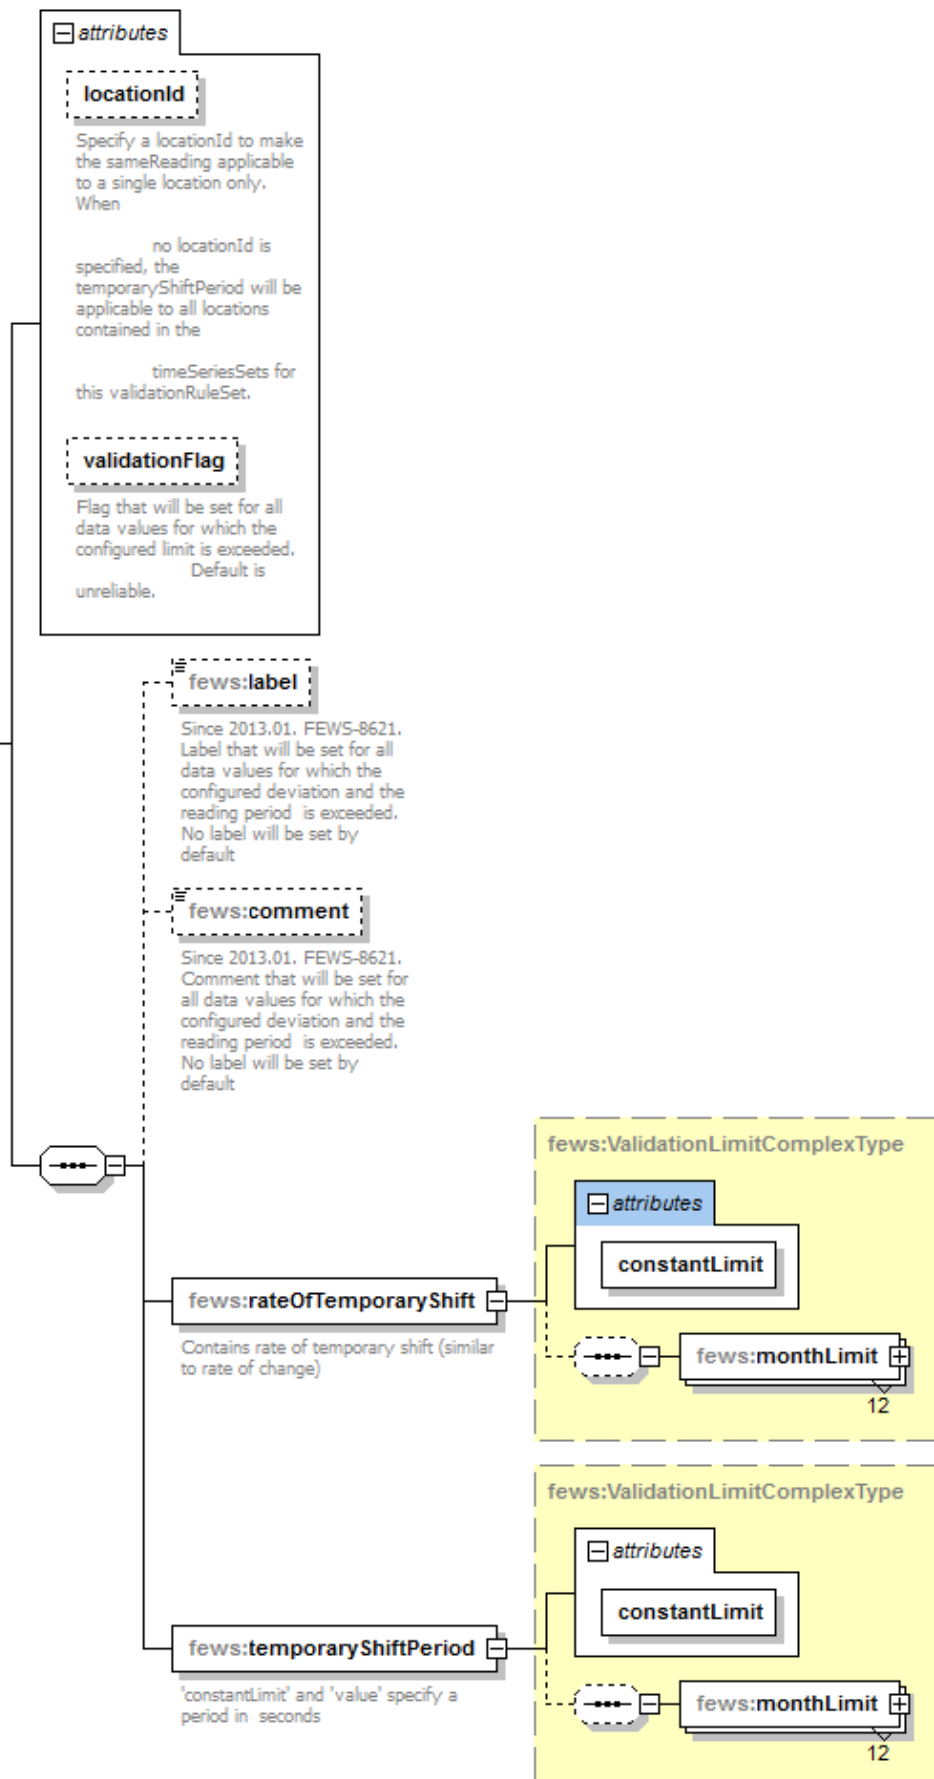 attributes
locationId
Specify a locationId to make
the sameReading applicable
to a single location only.
When
no locationId is
specified, the
temporaryShiftPeriod will be
applicable to all locations
contained in the
timeSeriesSets for
this validationRuleSet.
validationFlag
Flag that will be set for all
data values for which the
configured limit is exceeded.
Default is
unreliable.
fews:label
Since 2013.01. FEWS-8621.
Label that will be set for all
data values for which the
configured deviation and the
reading period  is exceeded.
No label will be set by
default
fews:comment
Since 2013.01. FEWS-8621.
Comment that will be set for
all data values for which the
configured deviation and the
reading period  is exceeded.
No label will be set by
default
fews:ValidationLimitComplexType
attributes
constantLimit
fews:rateOfTemporaryShift
Contains rate of temporary shift (similar
to rate of change)
fews:monthLimit
12
fews:ValidationLimitComplexType
attributes
constantLimit
fews:temporaryShiftPeriod
'constantLimit' and 'value' specify a
period in  seconds
fews:monthLimit
12